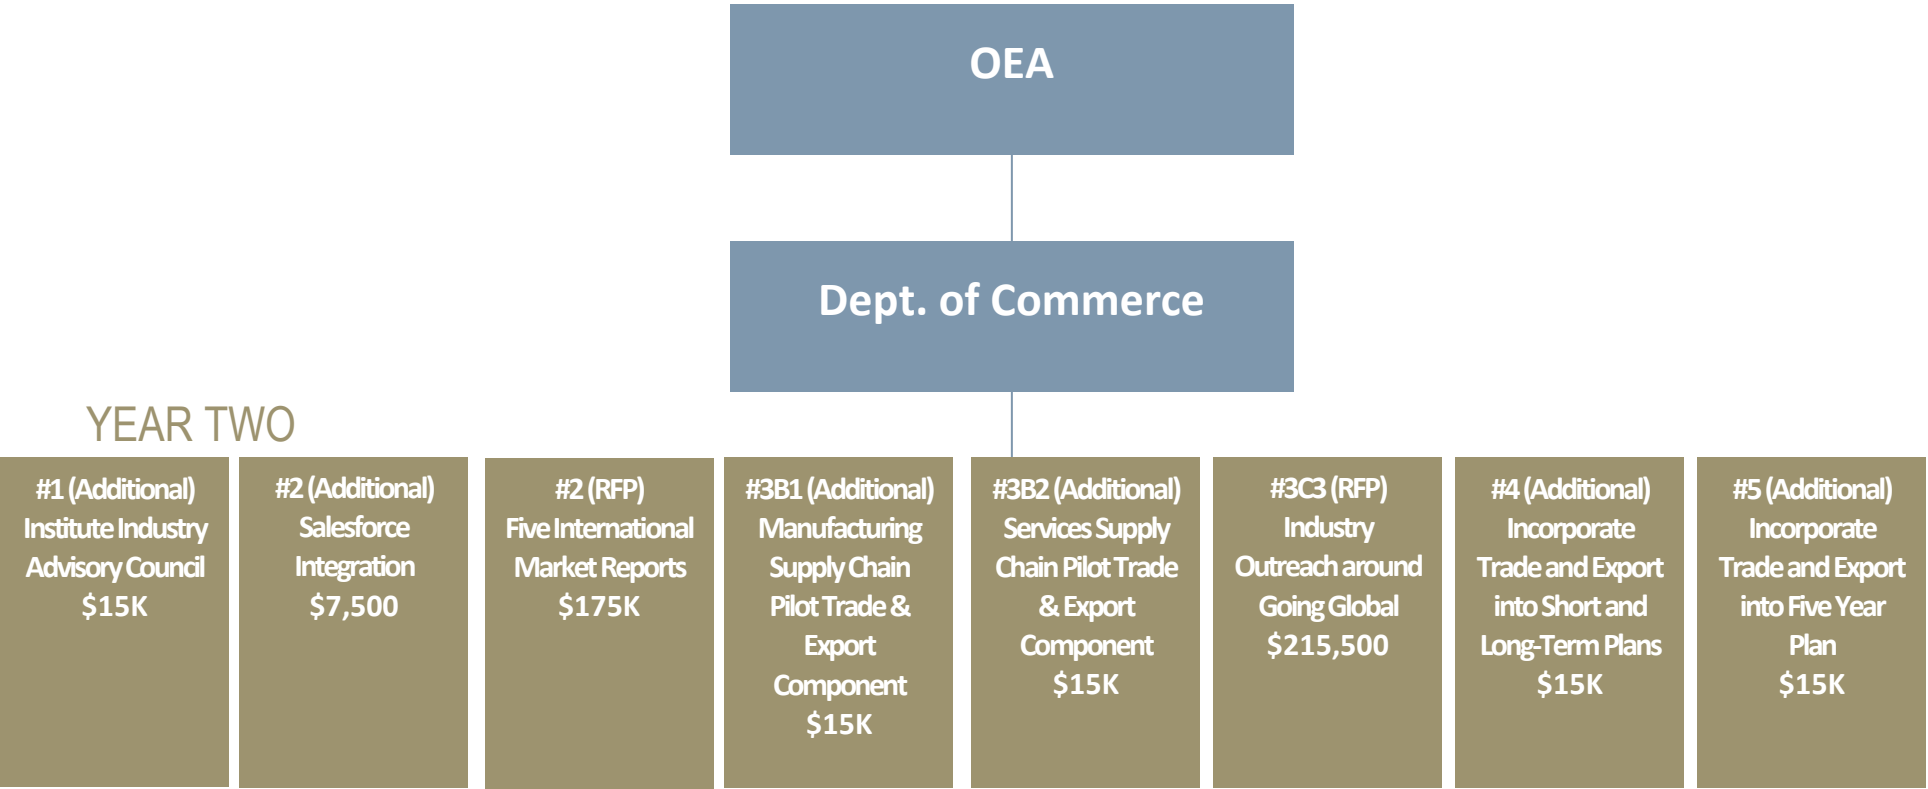 OEA
Dept. of Commerce
YEAR TWO
#1 (Additional)
Institute Industry
Advisory Council
$15K
#2 (Additional)
Salesforce
Integration
$7,500
#2 (RFP)
Five International
Market Reports
$175K
#3B1 (Additional)
Manufacturing
Supply Chain
Pilot Trade &
Export
Component
$15K
#3B2 (Additional)
Services Supply
Chain Pilot Trade
& Export
Component
$15K
#3C3 (RFP)
Industry
Outreach around
Going Global
$215,500
#4 (Additional)
Incorporate
Trade and Export
into Short and
Long-Term Plans
$15K
#5 (Additional)
Incorporate
Trade and Export
into Five Year
Plan
$15K